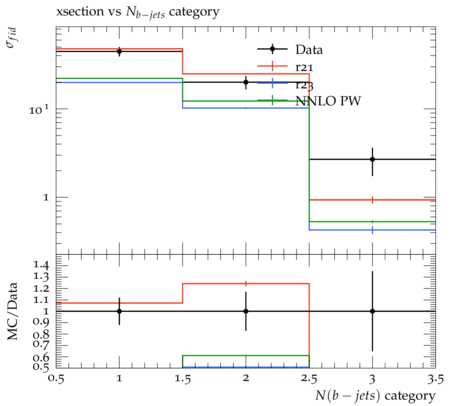 xsection vs N_{b−jets} category
σ_{fid}
Data
r21
r23
NNLO PW
10^1
1
MC/Data
1.4
1.3
1.2
1.1
1
0.9
0.8
0.7
0.6
0.5
0.5 1 1.5 2 2.5 3 3.5
N(b − jets) category